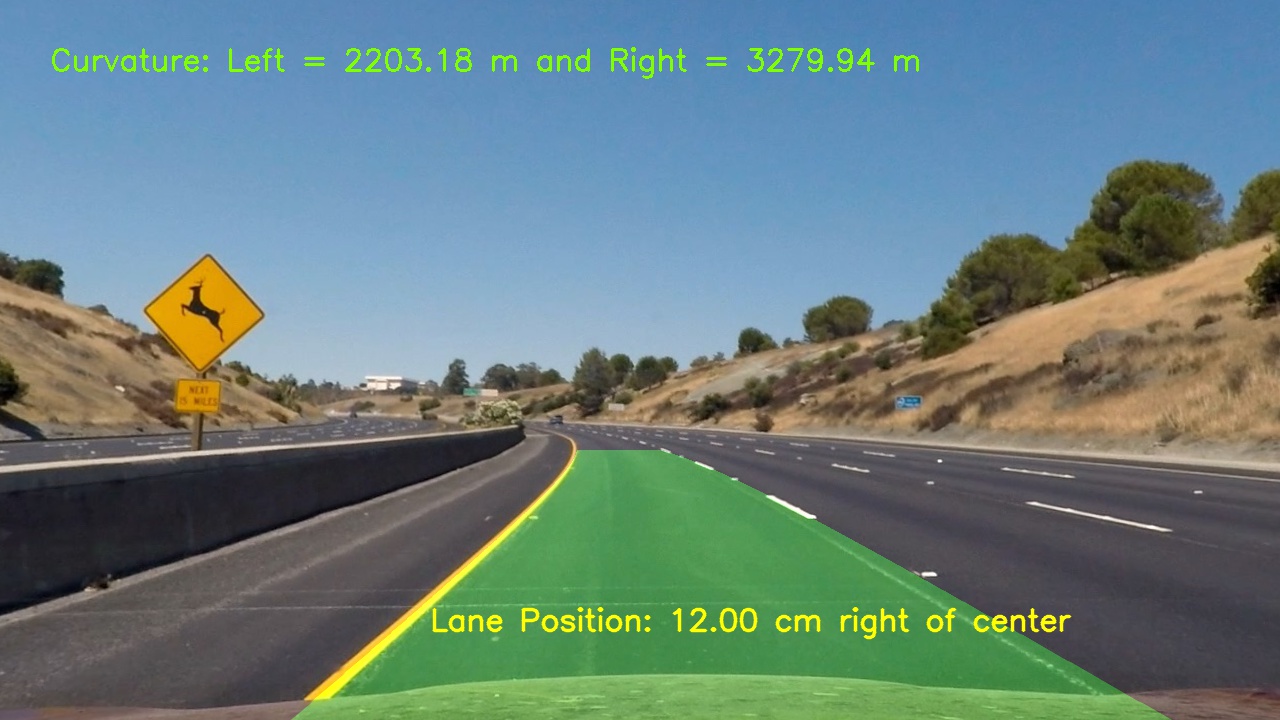 Curvature: Left = 2203.18 m and Right = 3279.94 m
NEXT
15 MILES
Lane Position: 12.00 cm right of center